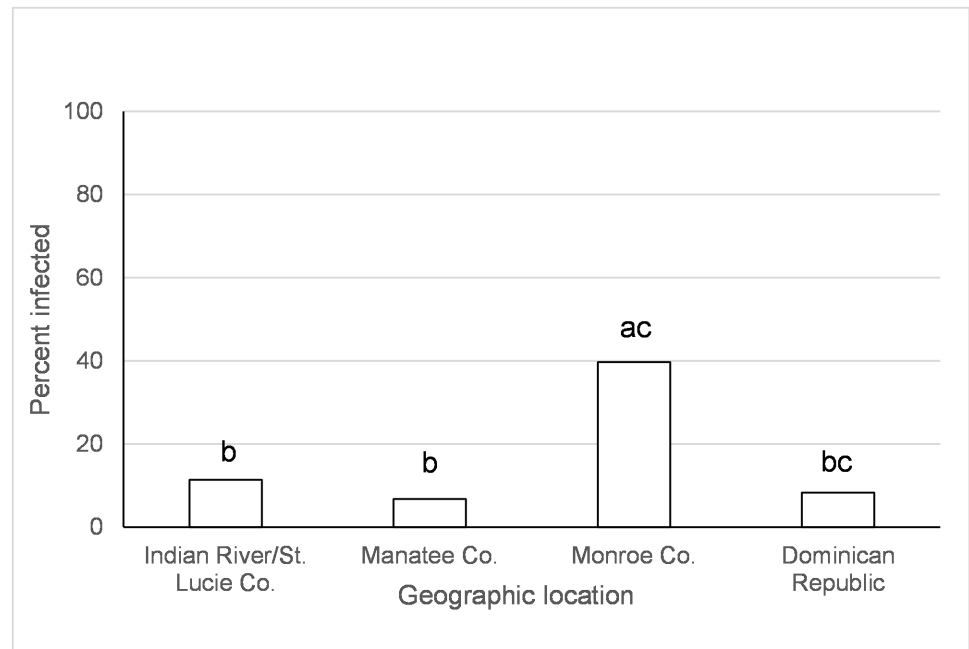 Percent infected
100
80
60
40
20
0
b
b
ac
bc
Indian River/St.
Lucie Co.
Manatee Co.
Monroe Co.
Dominican
Republic
Geographic location